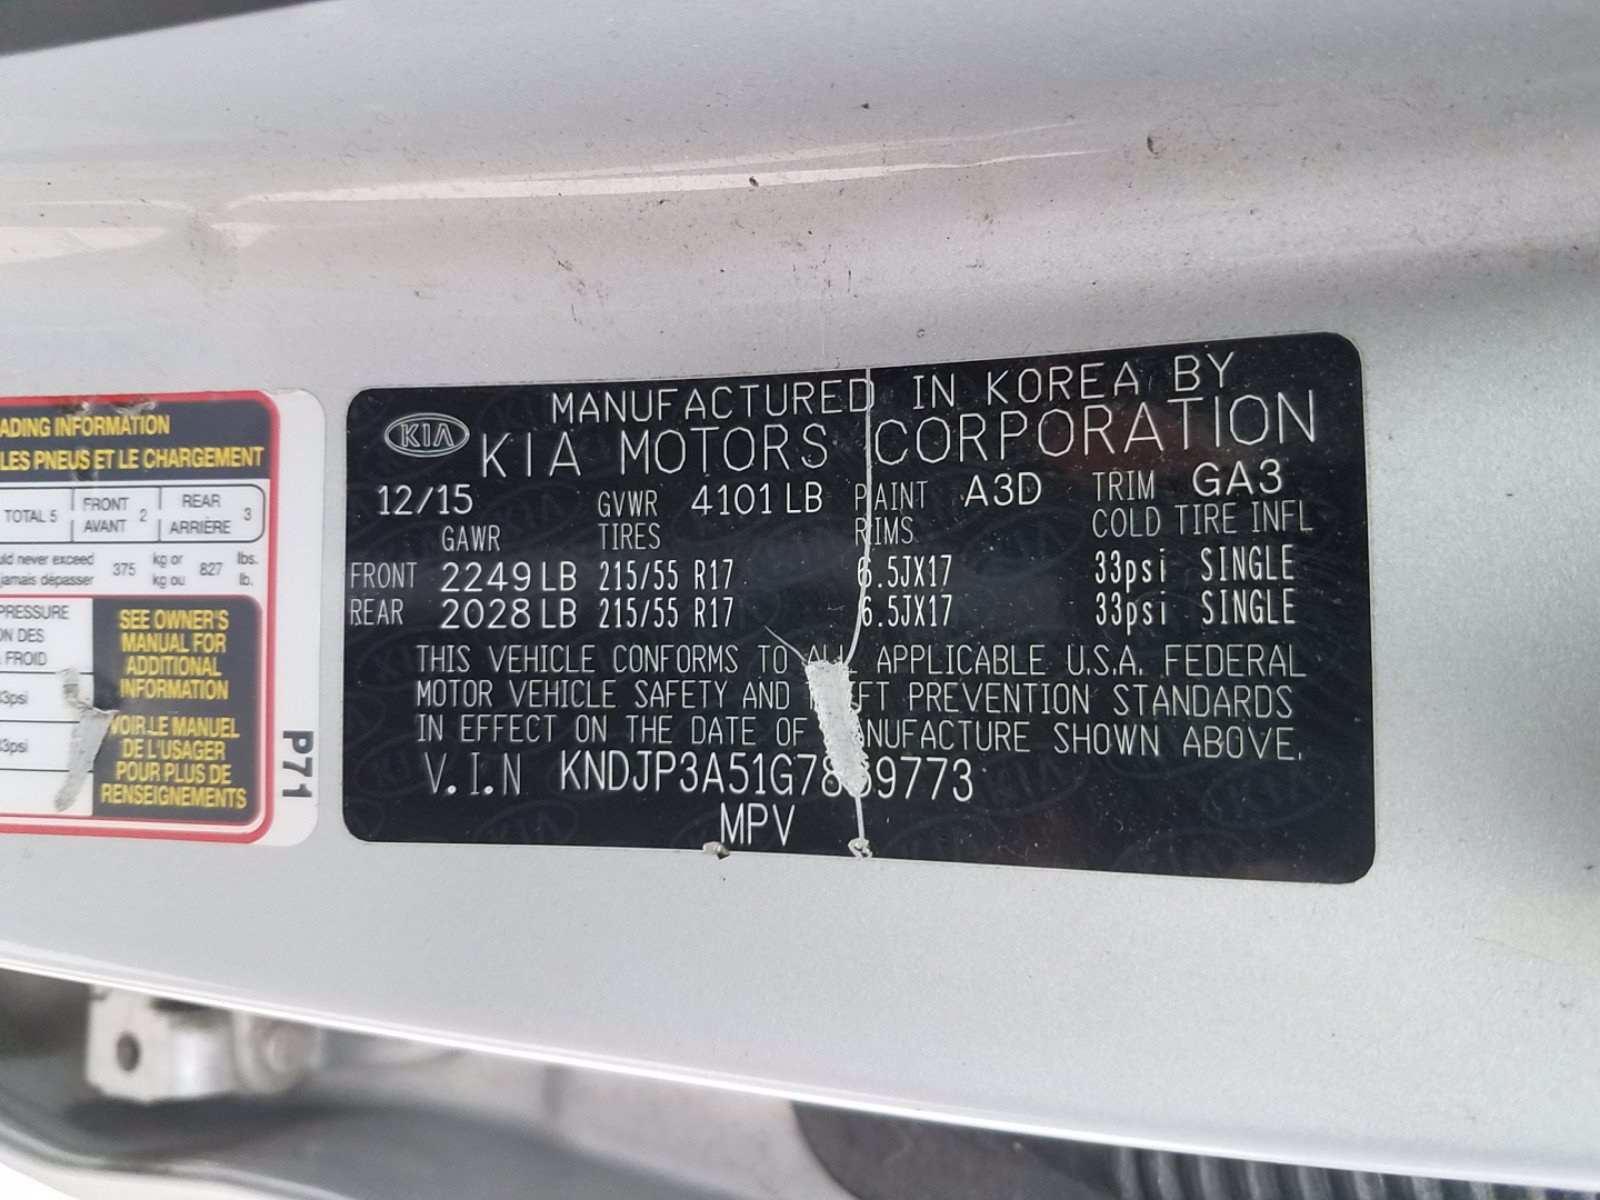 ADING INFORMATION
LES PNEUS ET LE CHARGEMENT
TOTAL 5 FRONT AVANT 2 REAR ARRIÈRE 3
uld never exceed 375 kg or 827 lbs.
jamais dépasser kg ou lb.
PRESSURE
ON DES
FROID
3psi
3psi
SEE OWNER'S
MANUAL FOR
ADDITIONAL
INFORMATION
VOIR LE MANUEL
DE L'USAGER
POUR PLUS DE
RENSEIGNEMENTS
P71
KIA
MANUFACTURED IN KOREA BY
KIA MOTORS CORPORATION
12/15 GVWR 4101 LB PAINT A3D TRIM GA3
GAWR TIRES RIMS COLD TIRE INFL
FRONT 2249 LB 215/55 R17 6.5JX17 33psi SINGLE
REAR 2028 LB 215/55 R17 6.5JX17 33psi SINGLE
THIS VEHICLE CONFORMS TO ALL APPLICABLE U.S.A. FEDERAL
MOTOR VEHICLE SAFETY AND THEFT PREVENTION STANDARDS
IN EFFECT ON THE DATE OF MANUFACTURE SHOWN ABOVE.
V.I.N
MPV